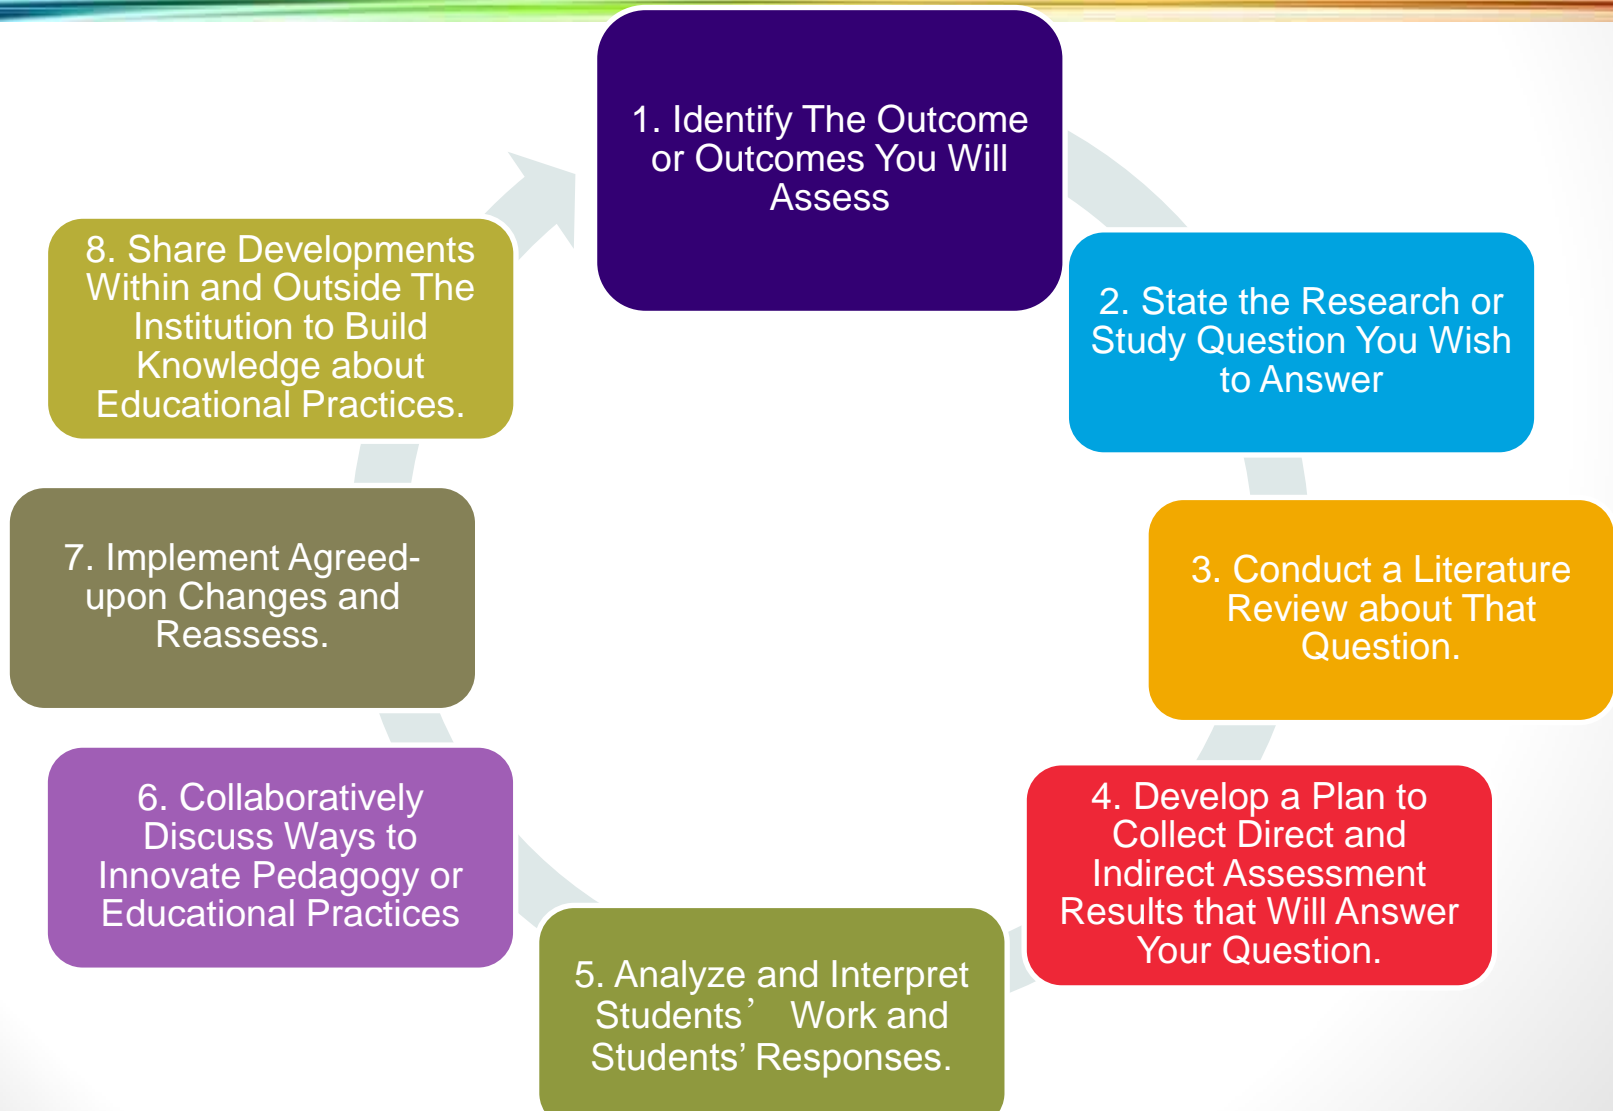 1. Identify The Outcome
or Outcomes You Will
Assess
2. State the Research or
Study Question You Wish
to Answer
3. Conduct a Literature
Review about That
Question.
4. Develop a Plan to
Collect Direct and
Indirect Assessment
Results that Will Answer
Your Question.
5. Analyze and Interpret
Students’ Work and
Students’ Responses.
6. Collaboratively
Discuss Ways to
Innovate Pedagogy or
Educational Practices
7. Implement Agreed-
upon Changes and
Reassess.
8. Share Developments
Within and Outside The
Institution to Build
Knowledge about
Educational Practices.